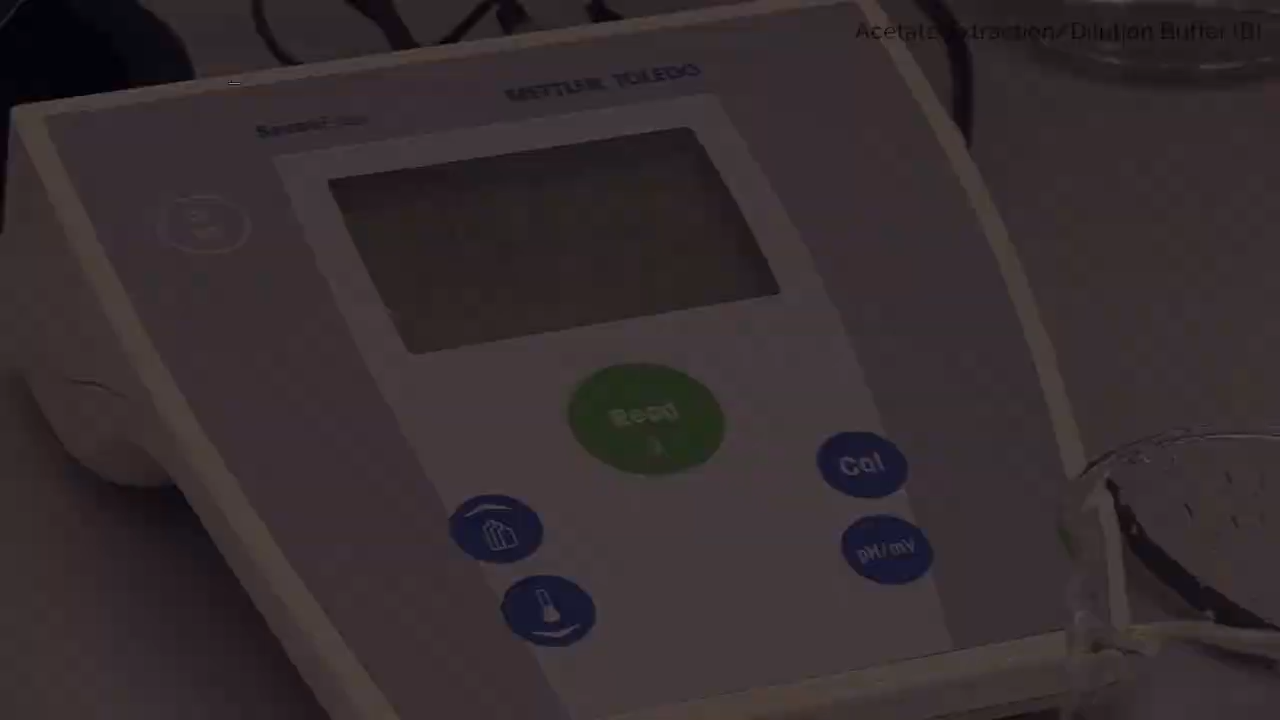 Acetate Extraction/Dilution Buffer (B)
METTLER TOLEDO
Read
Cal
pH/mV